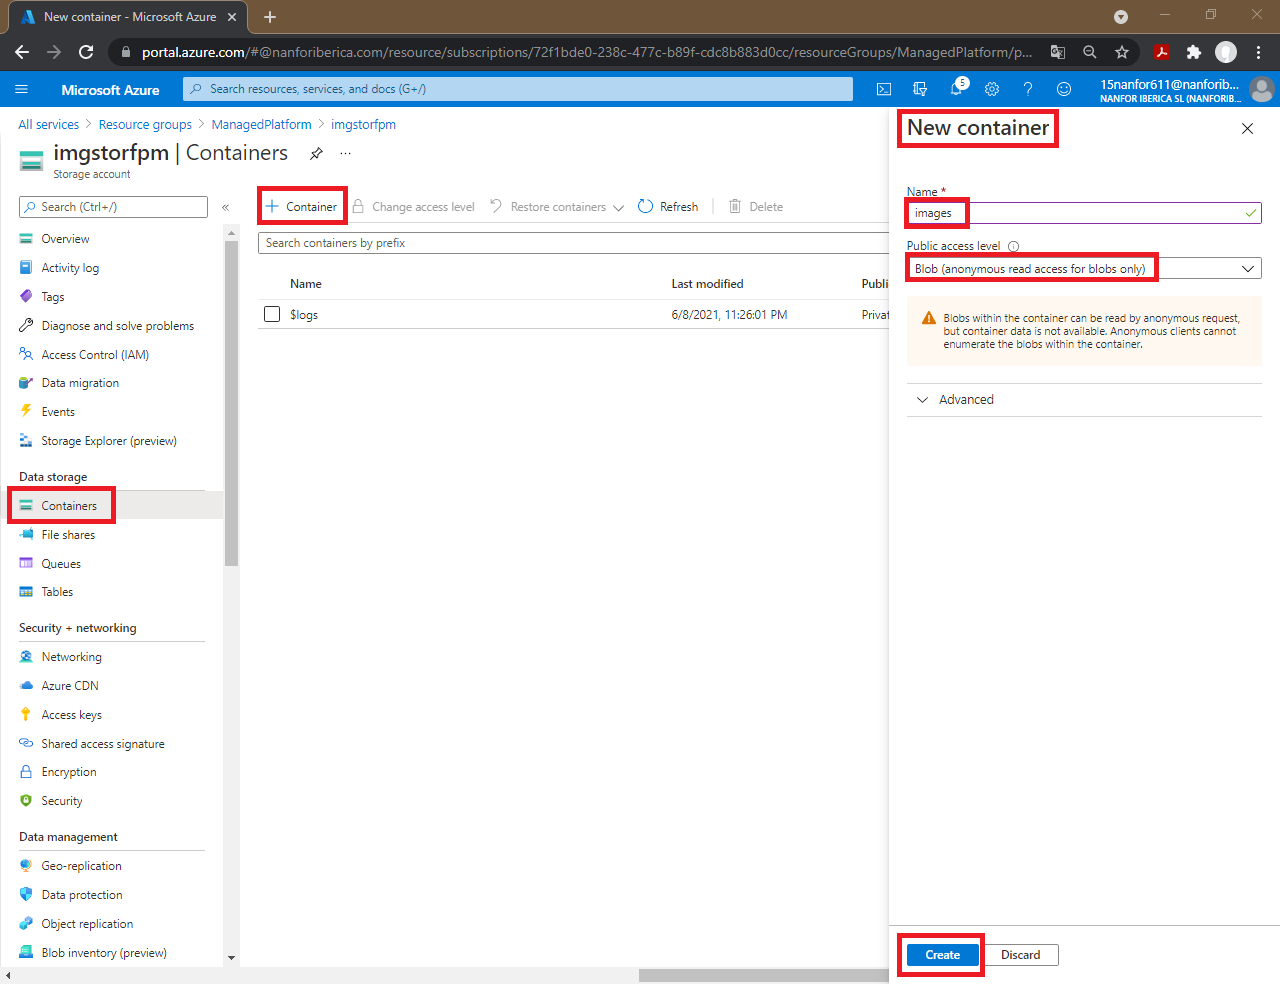 New container - Microsoft Azure
portal.azure.com/#@nanforiberica.com/resource/subscriptions/72f1bde0-238c-477c-b89f-cdc8b883d0cc/resourceGroups/ManagedPlatform/p...
Microsoft Azure
Search resources, services, and docs (G+/)
5
15nanfor611@nanforib...
NANFOR IBERICA SL (NANFORIB...
All services > Resource groups > ManagedPlatform > imgstorfpm
imgstorfpm | Containers
Storage account
Search (Ctrl+/)
Overview
Activity log
Tags
Diagnose and solve problems
Access Control (IAM)
Data migration
Events
Storage Explorer (preview)
Data storage
Containers
File shares
Queues
Tables
Security + networking
Networking
Azure CDN
Access keys
Shared access signature
Encryption
Security
Data management
Geo-replication
Data protection
Object replication
Blob inventory (preview)
+ Container Change access level Restore containers Refresh Delete
Search containers by prefix
Name Last modified Publi
$logs 6/8/2021, 11:26:01 PM Privat
New container
Name *
images
Public access level
Blob (anonymous read access for blobs only)
Blobs within the container can be read by anonymous request,
but container data is not available. Anonymous clients cannot
enumerate the blobs within the container.
Advanced
Create Discard